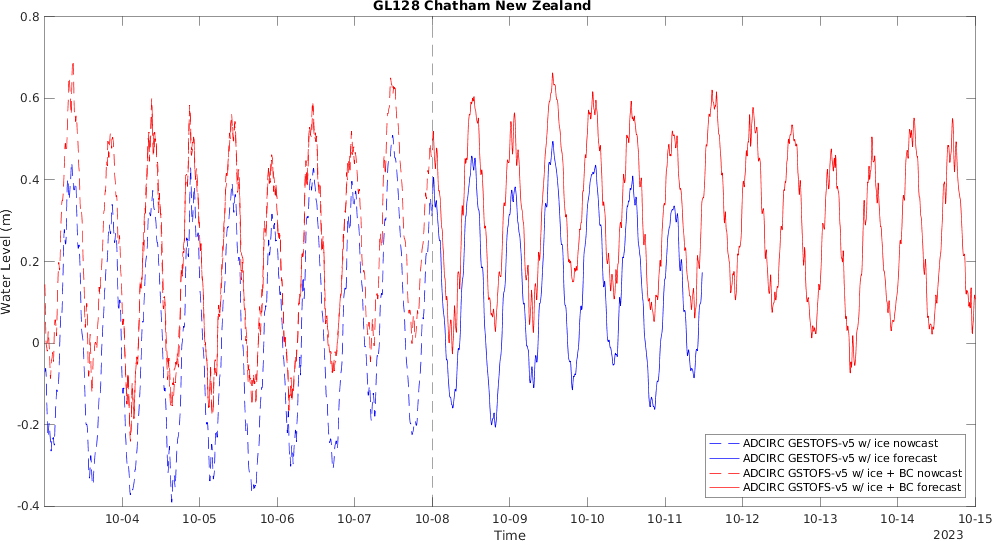 GL128 Chatham New Zealand
0.8
0.6
0.4
0.2
0
-0.2
-0.4
Water Level (m)
10-04 10-05 10-06 10-07 10-08 10-09 10-10 10-11 10-12 10-13 10-14 10-15
Time
2023
ADCIRC GESTOFS-v5 w/ ice nowcast
ADCIRC GESTOFS-v5 w/ ice forecast
ADCIRC GSTOFS-v5 w/ ice + BC nowcast
ADCIRC GSTOFS-v5 w/ ice + BC forecast